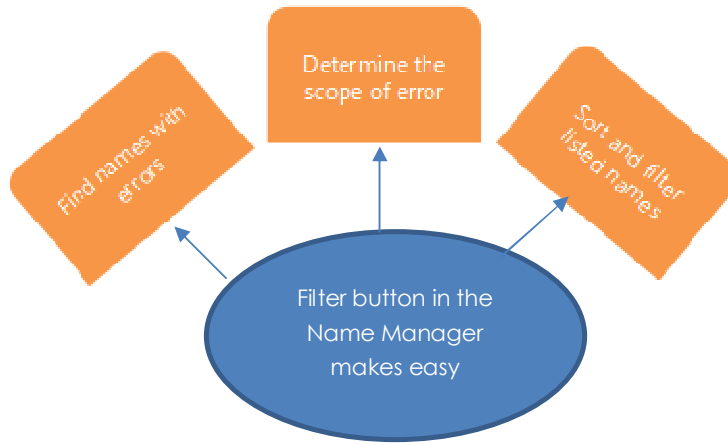 Find names with
errors
Determine the
scope of error
Sort and filter
listed names
Filter button in the
Name Manager
makes easy